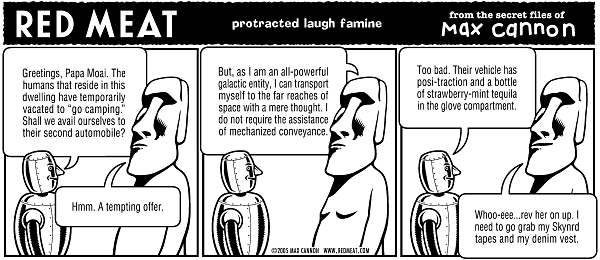 RED MEAT
protracted laugh famine
from the secret files of
Max cannon
Greetings, Papa Moai. The
humans that reside in this
dwelling have temporarily
vacated to “go camping.”
Shall we avail ourselves to
their second automobile?
Hmm. A tempting offer.
But, as I am an all-powerful
galactic entity, I can transport
myself to the far reaches of
space with a mere thought. I
do not require the assistance
of mechanized conveyance.
©2005 MAX CANNON WWW.REDMEAT.COM
Too bad. Their vehicle has
posi-traction and a bottle
of strawberry-mint tequila
in the glove compartment.
Whoo-eee...rev her on up. I
need to go grab my Skynrd
tapes and my denim vest.